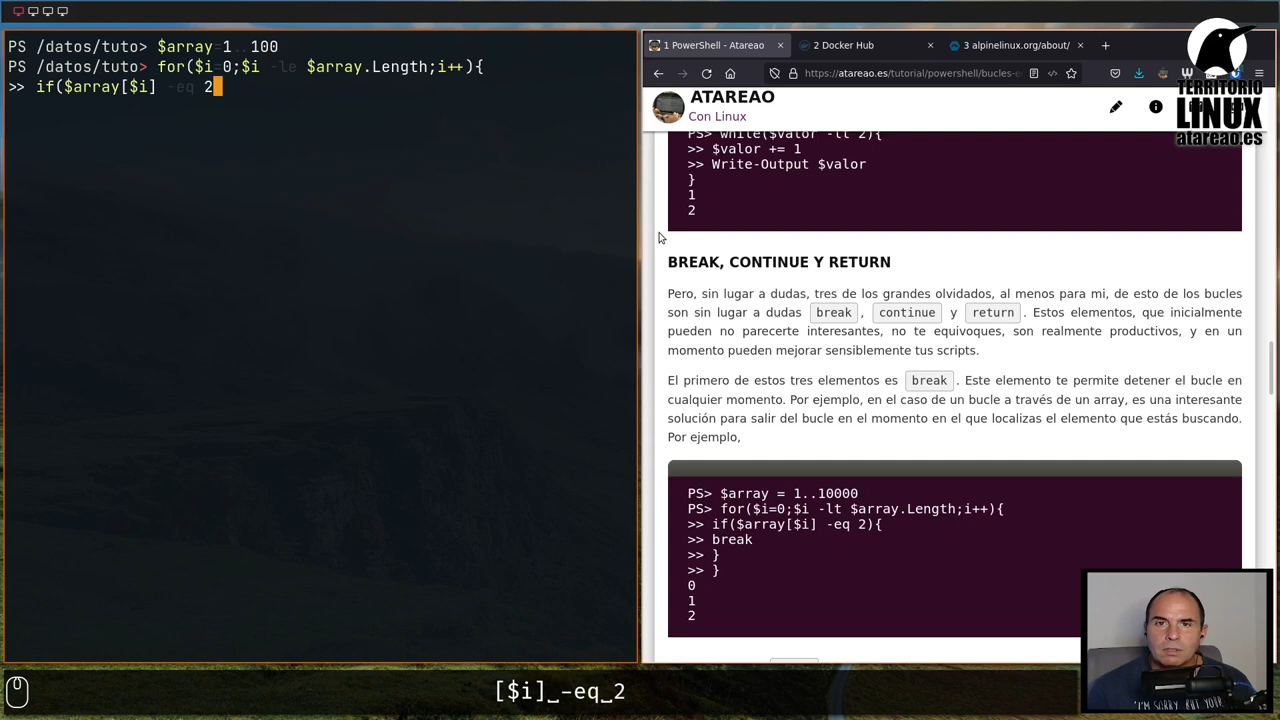 PS /datos/tuto> $array=1..100
PS /datos/tuto> for($i=0;$i -le $array.Length;i++){
>> if($array[$i] -eq 2
1 PowerShell - Atareao
2 Docker Hub
3 alpinelinux.org/about/
https://atareao.es/tutorial/powershell/bucles-e
TERRITORIO
LINUX
atareao.es
ATAREAO
Con Linux
PS> while($valor -lt 2){
>> $valor += 1
>> Write-Output $valor
}
1
2
BREAK, CONTINUE Y RETURN
Pero, sin lugar a dudas, tres de los grandes olvidados, al menos para mi, de esto de los bucles
son sin lugar a dudas break, continue y return. Estos elementos, que inicialmente
pueden no parecerte interesantes, no te equivoques, son realmente productivos, y en un
momento pueden mejorar sensiblemente tus scripts.
El primero de estos tres elementos es break. Este elemento te permite detener el bucle en
cualquier momento. Por ejemplo, en el caso de un bucle a través de un array, es una interesante
solución para salir del bucle en el momento en el que localizas el elemento que estás buscando.
Por ejemplo,
PS> $array = 1..10000
PS> for($i=0;$i -lt $array.Length;i++){
>> if($array[$i] -eq 2){
>> break
>> }
>> }
0
1
2
[$i]␣-eq␣2